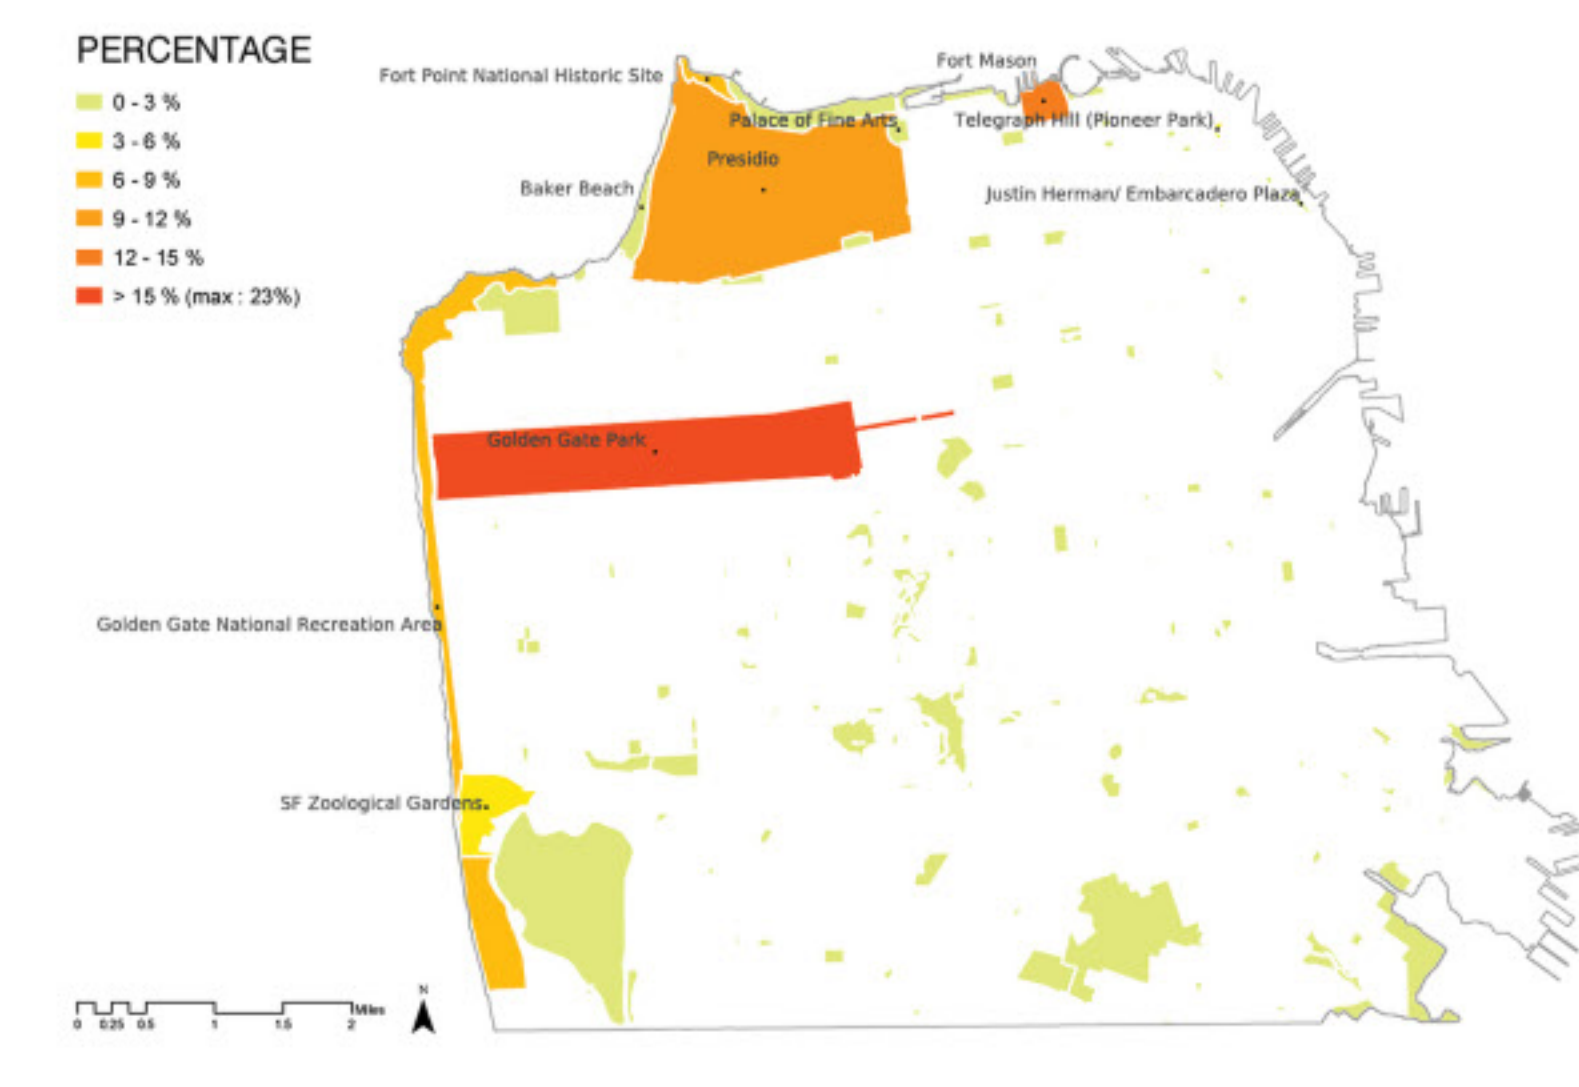 PERCENTAGE
0 - 3 %
3 - 6 %
6 - 9 %
9 - 12 %
12 - 15 %
> 15 % (max : 23%)
Fort Point National Historic Site
Fort Mason
Palace of Fine Arts
Telegraph Hill (Pioneer Park)
Presidio
Baker Beach
Justin Herman/ Embarcadero Plaza
Golden Gate Park
Golden Gate National Recreation Area
SF Zoological Gardens
N
Miles
0 0.25 0.5 1 1.5 2